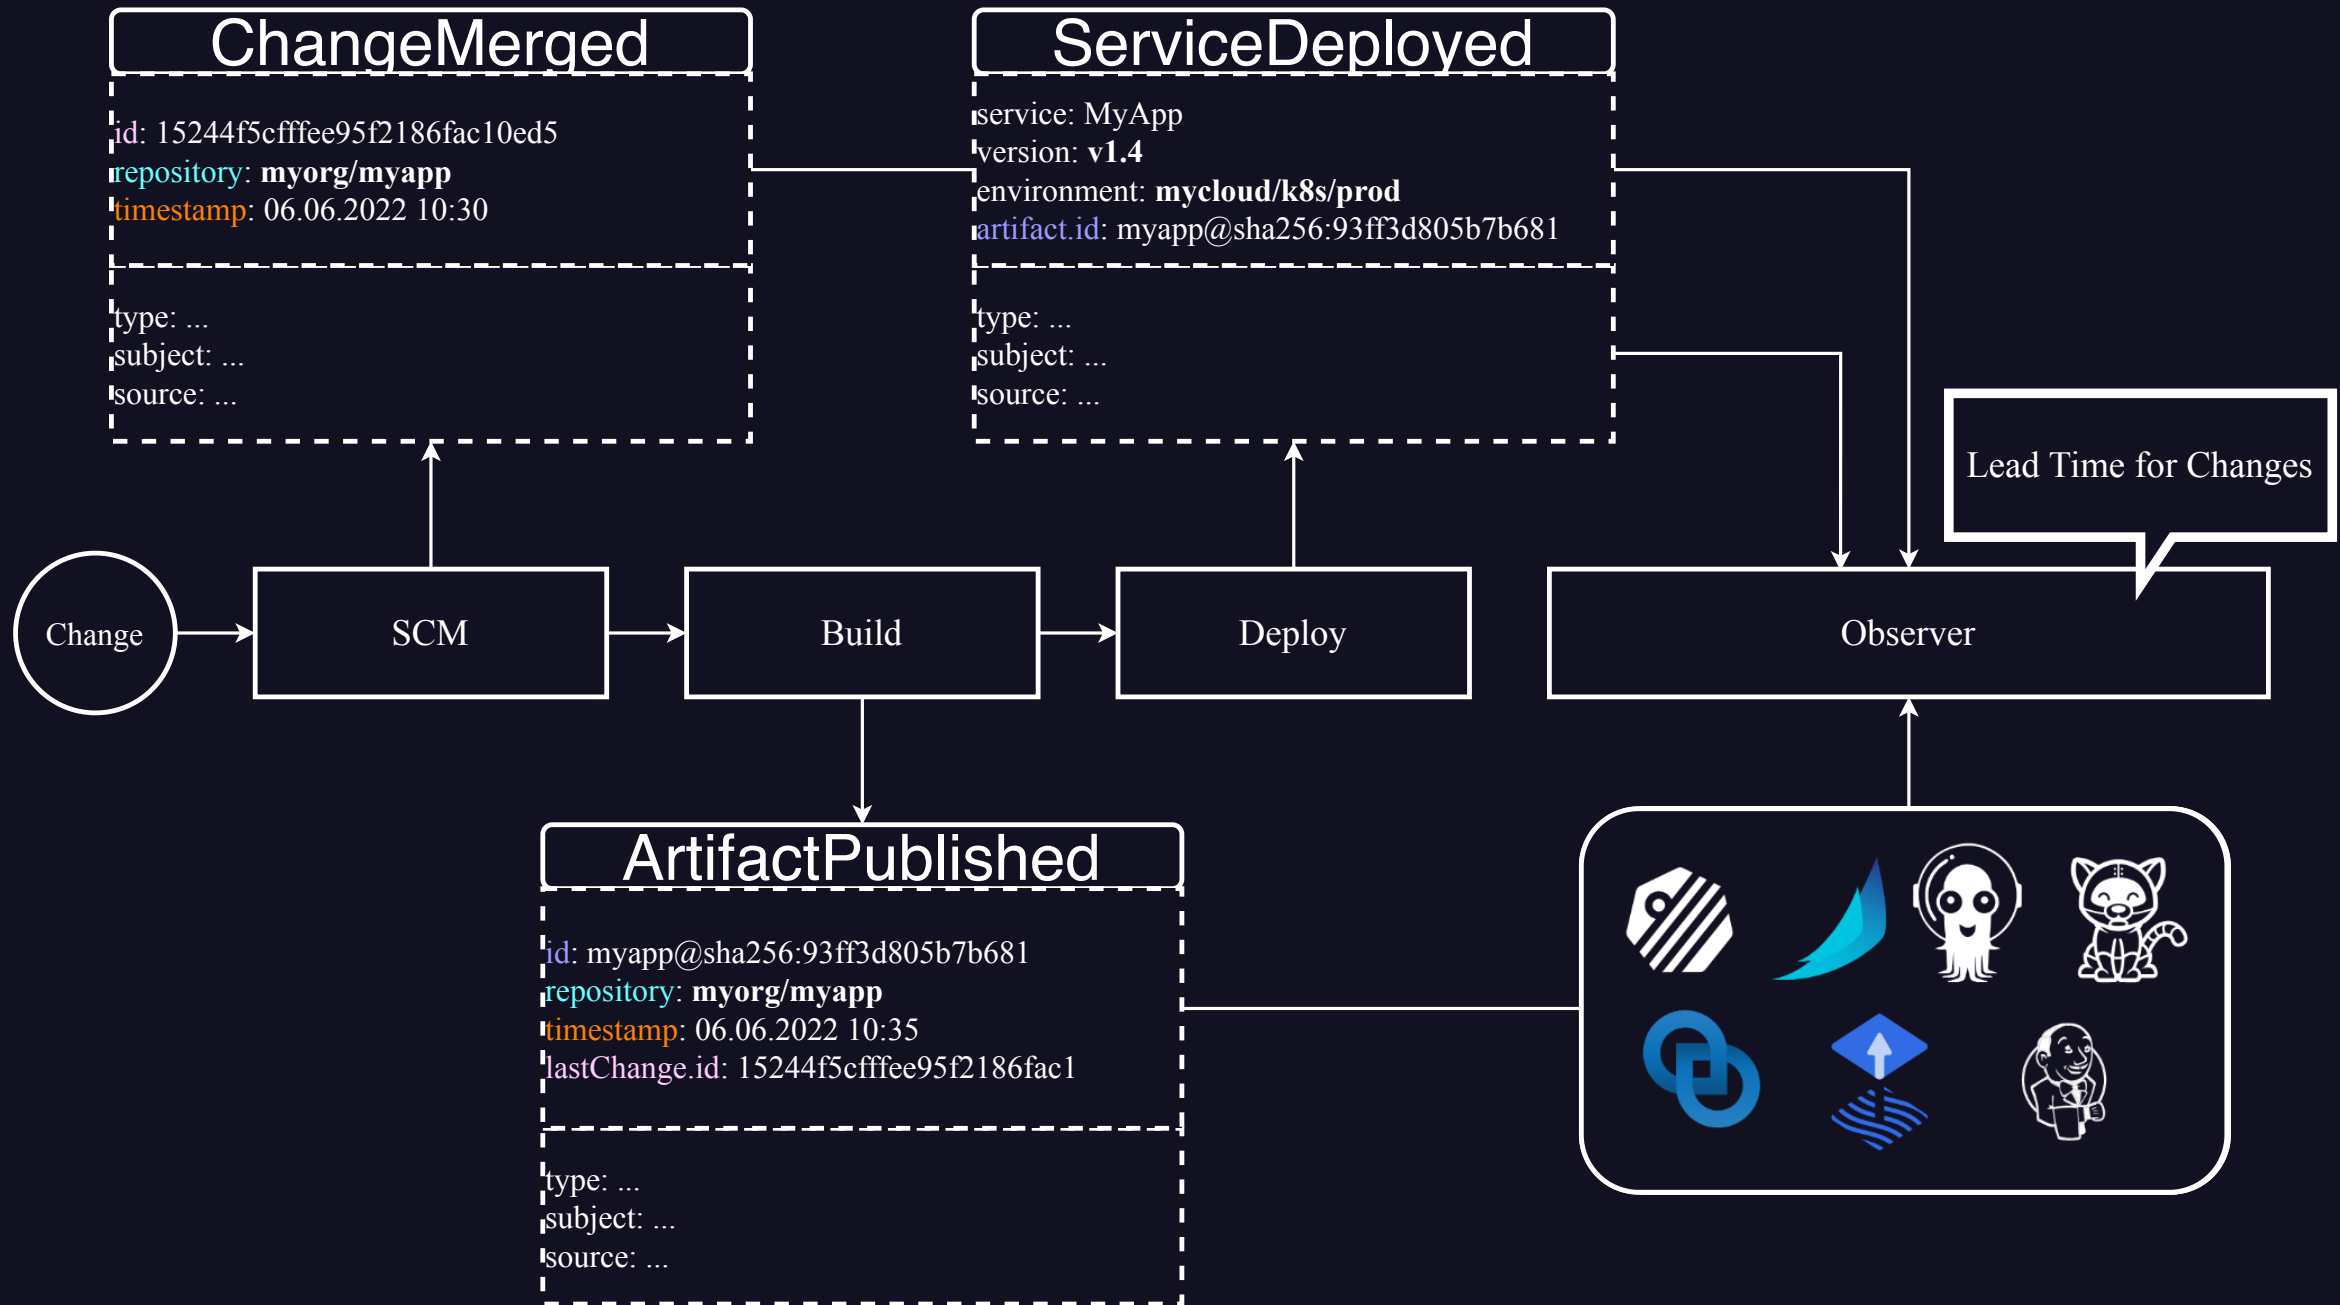 ChangeMerged
id: 15244f5cfffee95f2186fac10ed5
repository: myorg/myapp
timestamp: 06.06.2022 10:30
type: ...
subject: ...
source: ...
ServiceDeployed
service: MyApp
version: v1.4
environment: mycloud/k8s/prod
artifact.id: myapp@sha256:93ff3d805b7b681
type: ...
subject: ...
source: ...
Lead Time for Changes
Change
SCM
Build
Deploy
Observer
ArtifactPublished
id: myapp@sha256:93ff3d805b7b681
repository: myorg/myapp
timestamp: 06.06.2022 10:35
lastChange.id: 15244f5cfffee95f2186fac1
type: ...
subject: ...
source: ...